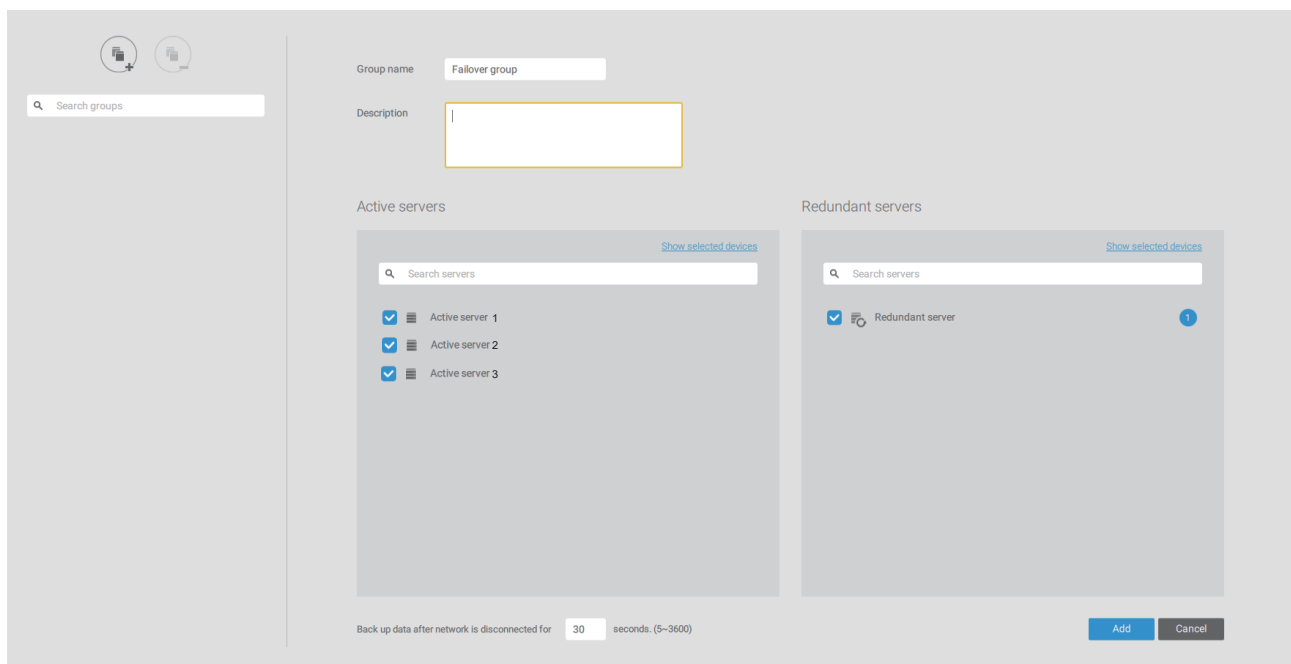 Search groups
Group name Failover group
Description
Active servers
Show selected devices
Search servers
Active server 1
Active server 2
Active server 3
Redundant servers
Show selected devices
Search servers
Redundant server 1
Back up data after network is disconnected for 30 seconds. (5~3600)
Add Cancel